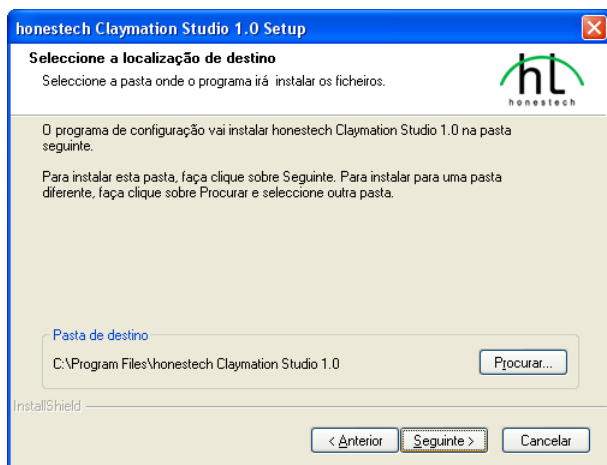 honestech Claymation Studio 1.0 Setup
Seleccione a localização de destino
Seleccione a pasta onde o programa irá instalar os ficheiros.
hl
honestech
O programa de configuração vai instalar honestech Claymation Studio 1.0 na pasta
seguinte.
Para instalar esta pasta, faça clique sobre Seguinte. Para instalar para uma pasta
diferente, faça clique sobre Procurar e seleccione outra pasta.
Pasta de destino
C:\Program Files\honestech Claymation Studio 1.0
Procurar...
InstallShield
< Anterior
Seguinte >
Cancelar